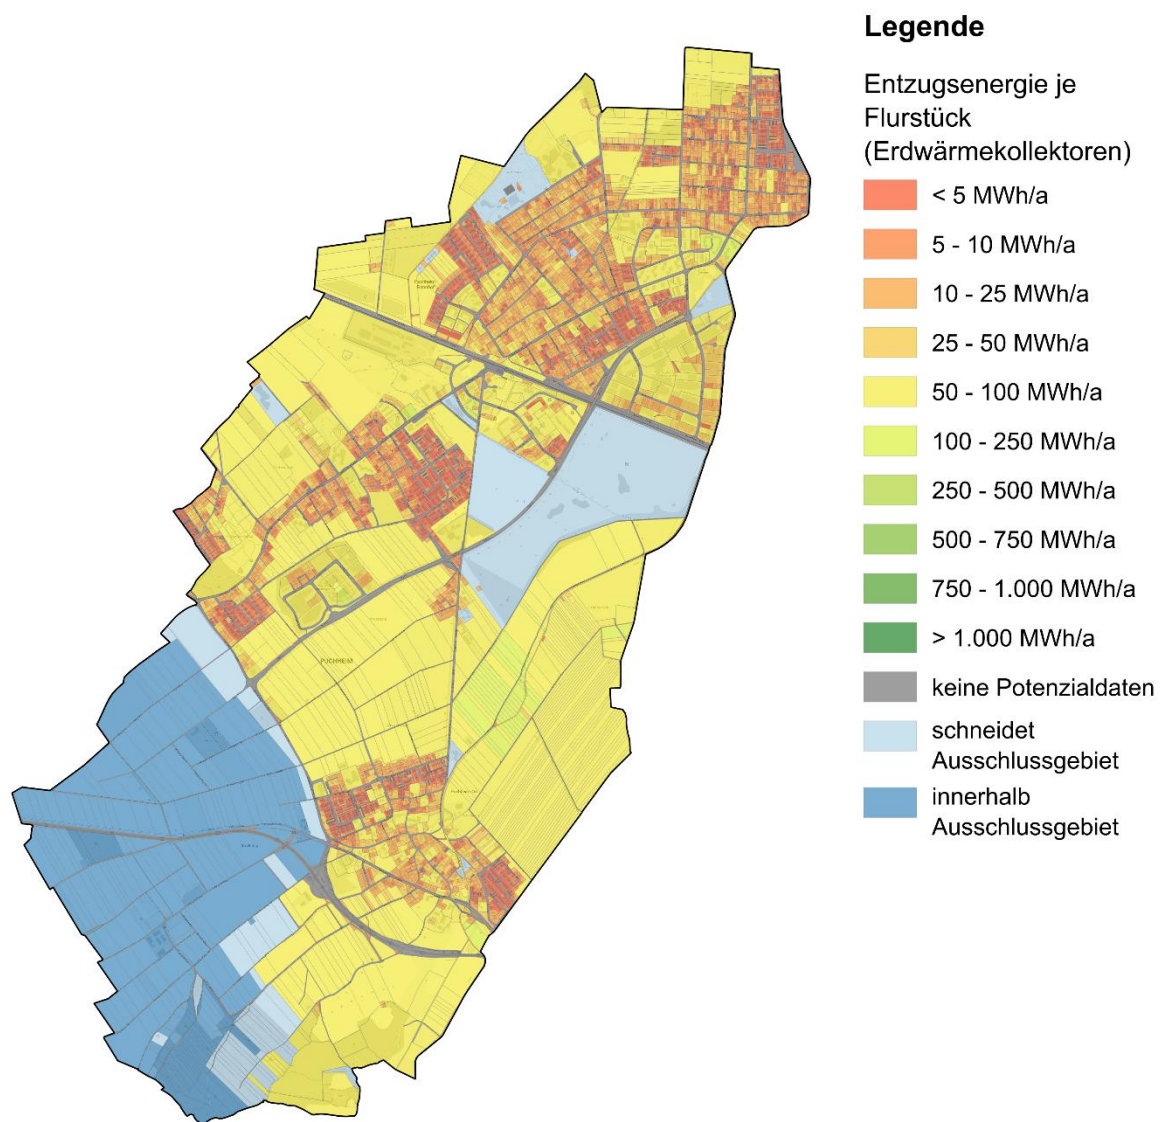 Legende
Entzugsenergie je
Flurstück
(Erdwärmekollektoren)
< 5 MWh/a
5 - 10 MWh/a
10 - 25 MWh/a
25 - 50 MWh/a
50 - 100 MWh/a
100 - 250 MWh/a
250 - 500 MWh/a
500 - 750 MWh/a
750 - 1.000 MWh/a
> 1.000 MWh/a
keine Potenzialdaten
schneidet
Ausschlussgebiet
innerhalb
Ausschlussgebiet
PUCHHEIM